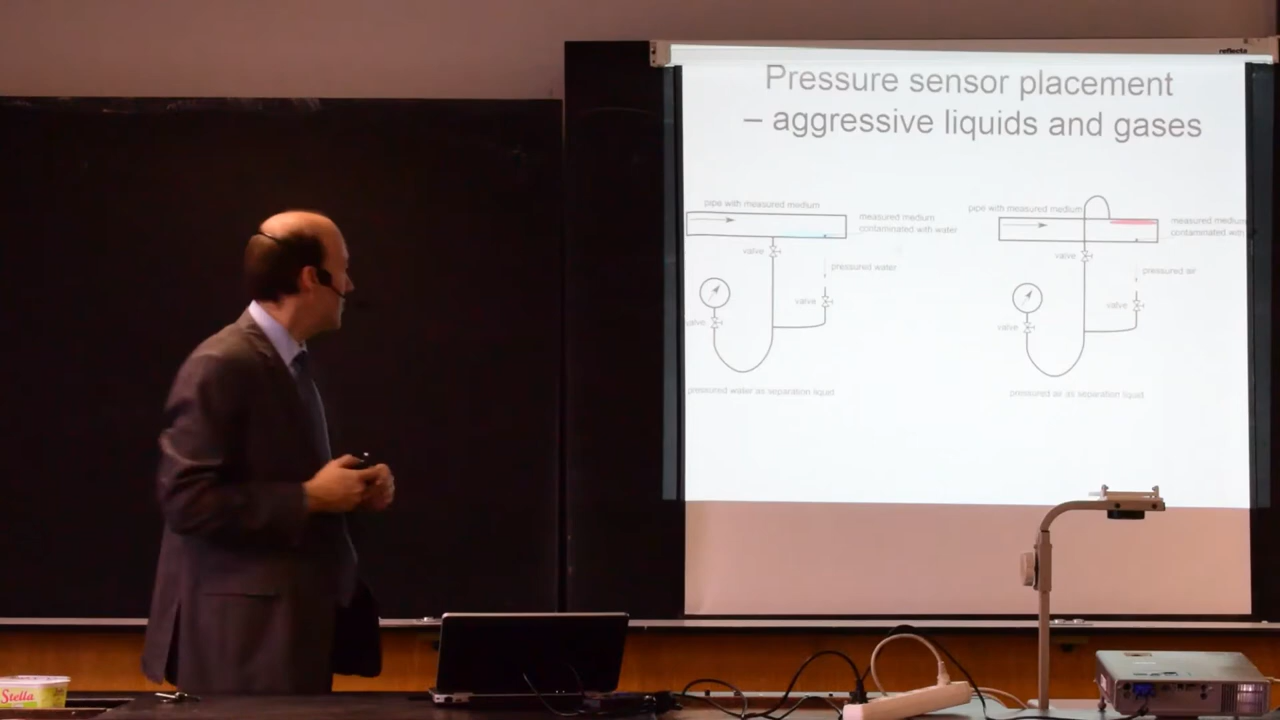 reflecta
Pressure sensor placement
– aggressive liquids and gases
pipe with measured medium
measured medium
contaminated with water
valve
pressured water
valve
valve
pressured water as separation liquid
pipe with measured medium
measured medium
contaminated with
valve
pressured air
valve
valve
pressured air as separation liquid
Stella